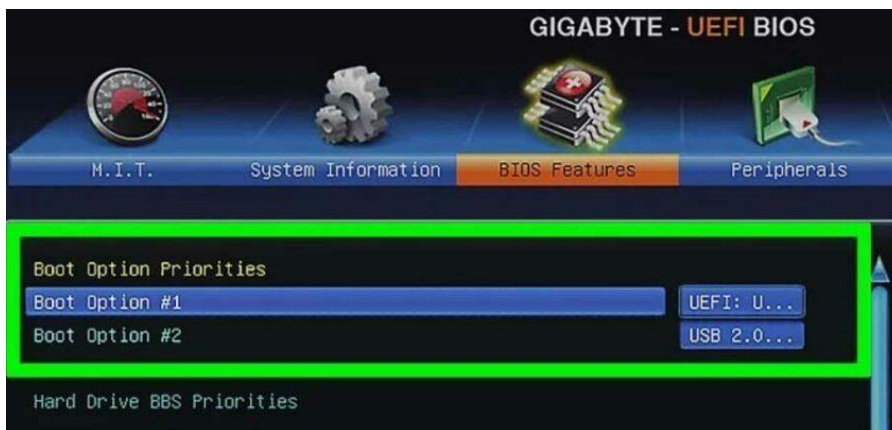 GIGABYTE - UEFI BIOS
M.I.T. System Information BIOS Features Peripherals
Boot Option Priorities
Boot Option #1 UEFI: U...
Boot Option #2 USB 2.0...
Hard Drive BBS Priorities